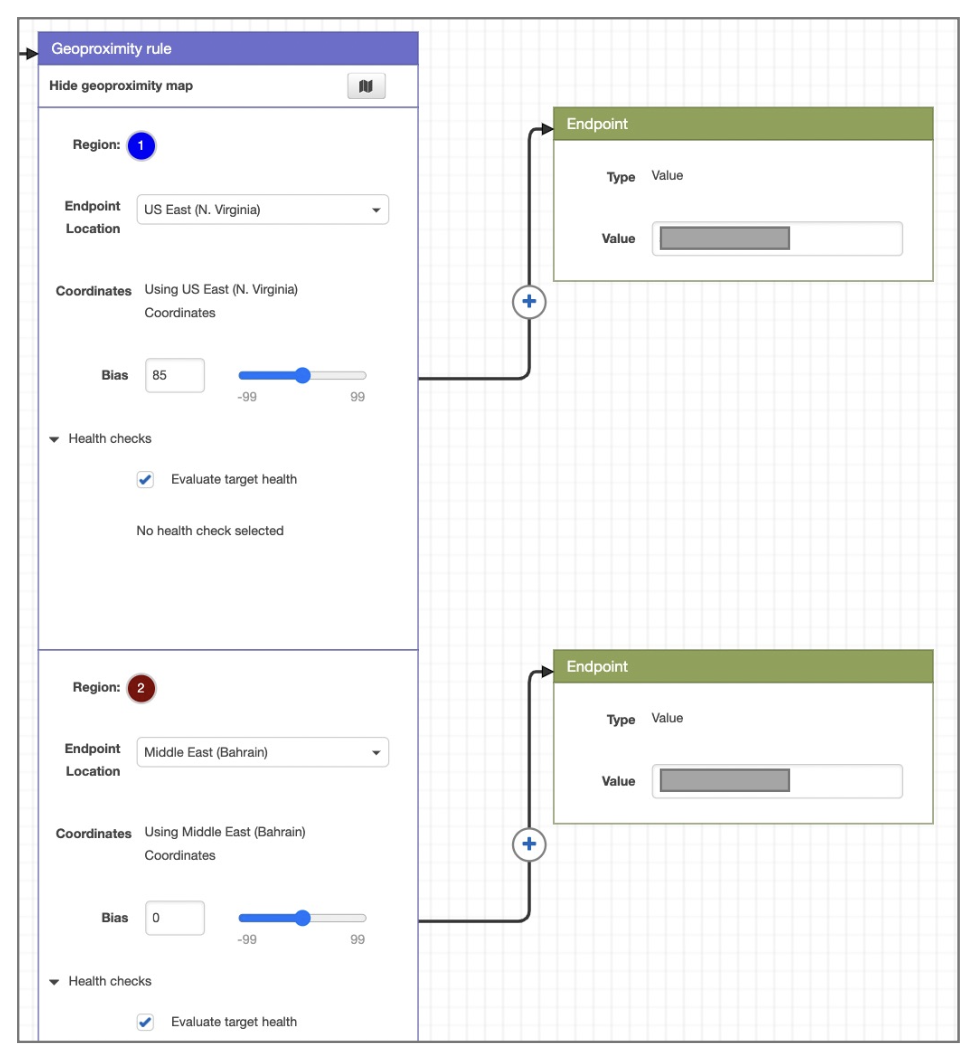 Geoproximity rule
Hide geoproximity map
Region: 1
Endpoint Location US East (N. Virginia)
Coordinates Using US East (N. Virginia) Coordinates
Bias 85
-99 99
Health checks
Evaluate target health
No health check selected
Endpoint
Type Value
Value
Region: 2
Endpoint Location Middle East (Bahrain)
Coordinates Using Middle East (Bahrain) Coordinates
Bias 0
-99 99
Health checks
Evaluate target health
Endpoint
Type Value
Value